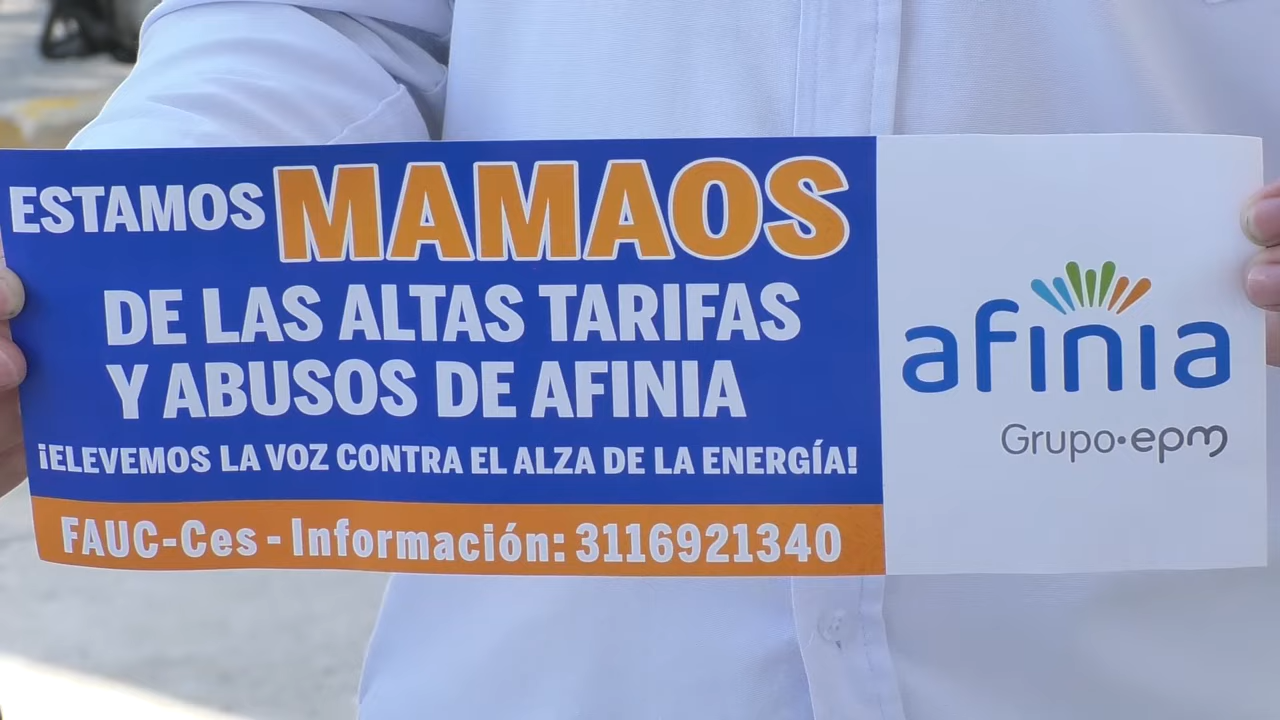 ESTAMOS MAMAOS
DE LAS ALTAS TARIFAS
Y ABUSOS DE AFINIA
¡ELEVEMOS LA VOZ CONTRA EL ALZA DE LA ENERGÍA!
FAUC-Ces - Información: 3116921340
afinia
Grupo·epm